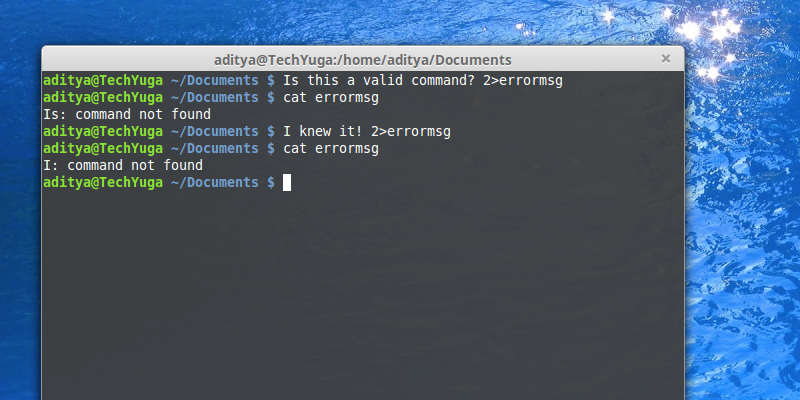 aditya@TechYuga:/home/aditya/Documents ×
aditya@TechYuga ~/Documents $ Is this a valid command? 2>errormsg
aditya@TechYuga ~/Documents $ cat errormsg
Is: command not found
aditya@TechYuga ~/Documents $ I knew it! 2>errormsg
aditya@TechYuga ~/Documents $ cat errormsg
I: command not found
aditya@TechYuga ~/Documents $